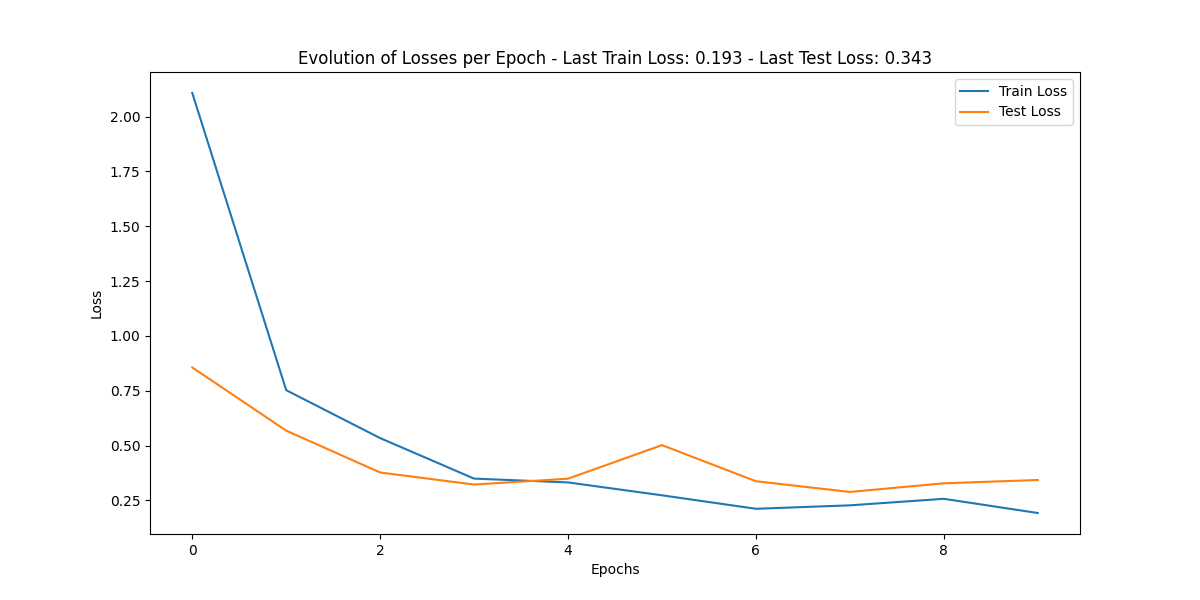 Evolution of Losses per Epoch - Last Train Loss: 0.193 - Last Test Loss: 0.343
Train Loss
Test Loss
2.00
1.75
1.50
1.25
1.00
0.75
0.50
0.25
Loss
0 2 4 6 8
Epochs